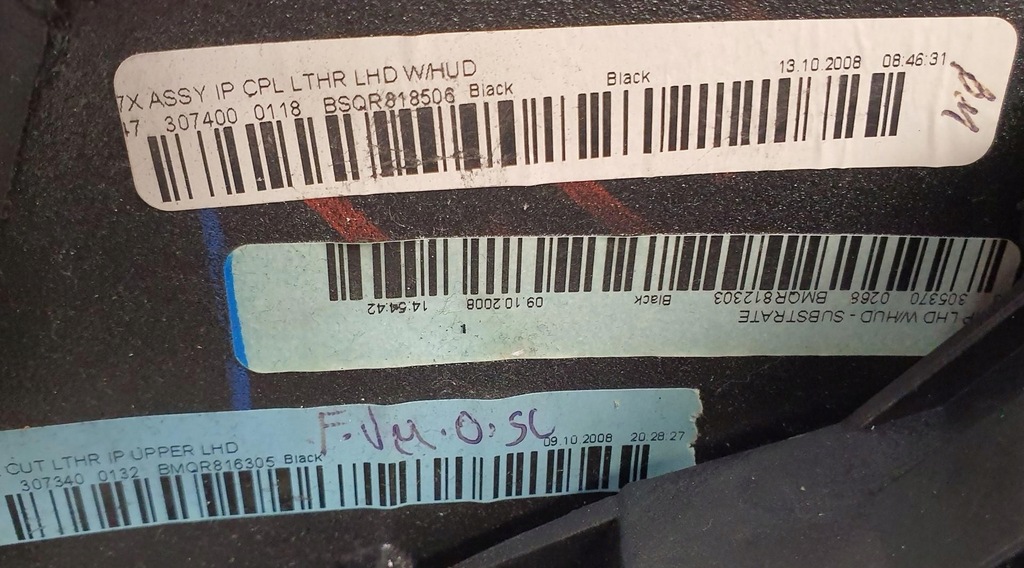 7X ASSY IP CPL LTHR LHD W/HUD
307400 0118 BSQR818506 Black Black 13.10.2008 08:46:31
P LHD W/HUD - SUBSTRATE
305370 0268 BMQR812303 Black 09.10.2008 14:54:42
CUT LTHR IP UPPER LHD
307340 0132 BMQR816305 Black 09.10 2008 20.28.27